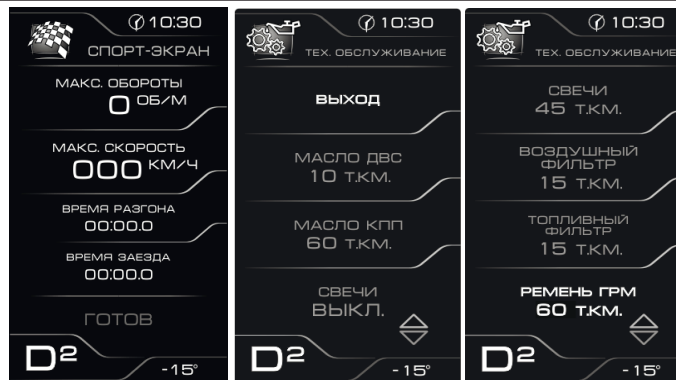 10:30
СПОРТ-ЭКРАН
МАКС. ОБОРОТЫ
0 ОБ/М
МАКС. СКОРОСТЬ
000 КМ/Ч
ВРЕМЯ РАЗГОНА
00:00.0
ВРЕМЯ ЗАЕЗДА
00:00.0
ГОТОВ
D2
-15°
10:30
ТЕХ. ОБСЛУЖИВАНИЕ
ВЫХОД
МАСЛО ДВС
10 Т.КМ.
МАСЛО КПП
60 Т.КМ.
СВЕЧИ
ВЫКЛ.
D2
-15°
10:30
ТЕХ. ОБСЛУЖИВАНИЕ
СВЕЧИ
45 Т.КМ.
ВОЗДУШНЫЙ
ФИЛЬТР
15 Т.КМ.
ТОПЛИВНЫЙ
ФИЛЬТР
15 Т.КМ.
РЕМЕНЬ ГРМ
60 Т.КМ.
D2
-15°